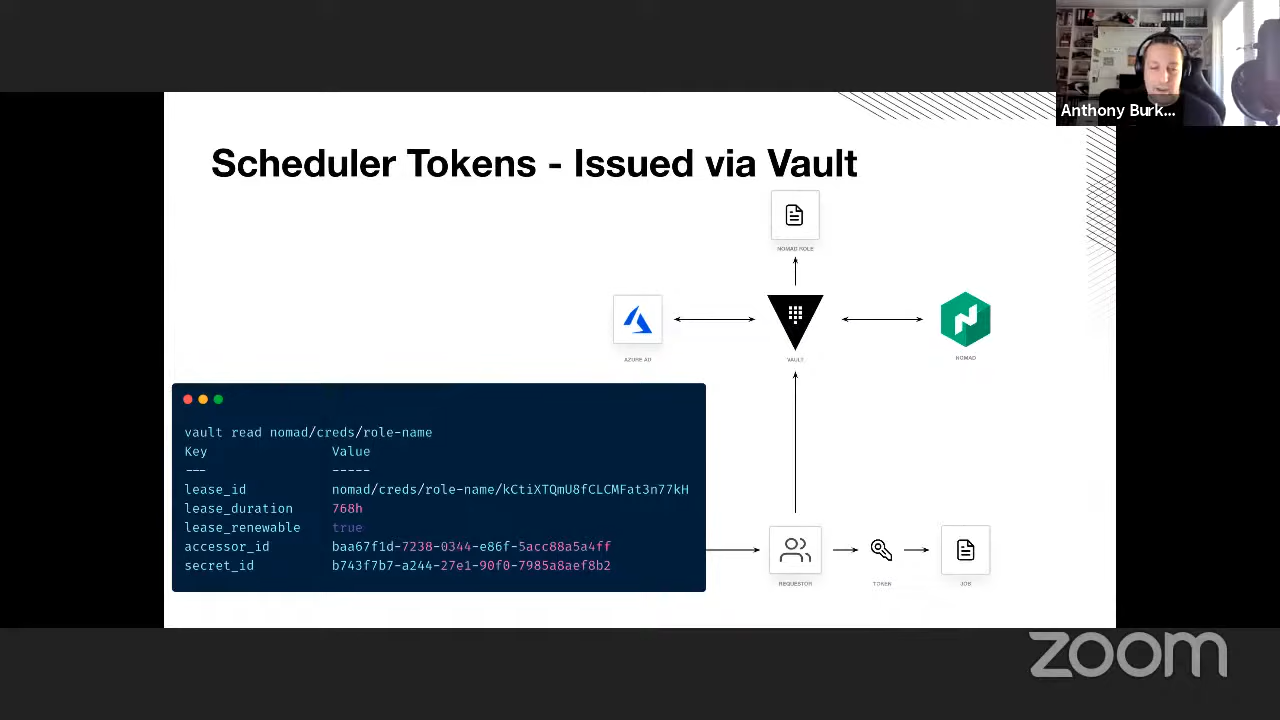 Anthony Burk...
Scheduler Tokens - Issued via Vault
NOMAD ROLE
AZURE AD
VAULT
NOMAD
vault read nomad/creds/role-name
Key Value
--- -----
lease_id nomad/creds/role-name/kCtiXTQmU8fCLCMFat3n77kH
lease_duration 768h
lease_renewable true
accessor_id baa67f1d-7238-0344-e86f-5acc88a5a4ff
secret_id b743f7b7-a244-27e1-90f0-7985a8aef8b2
REQUESTOR
TOKEN
JOB
zoom